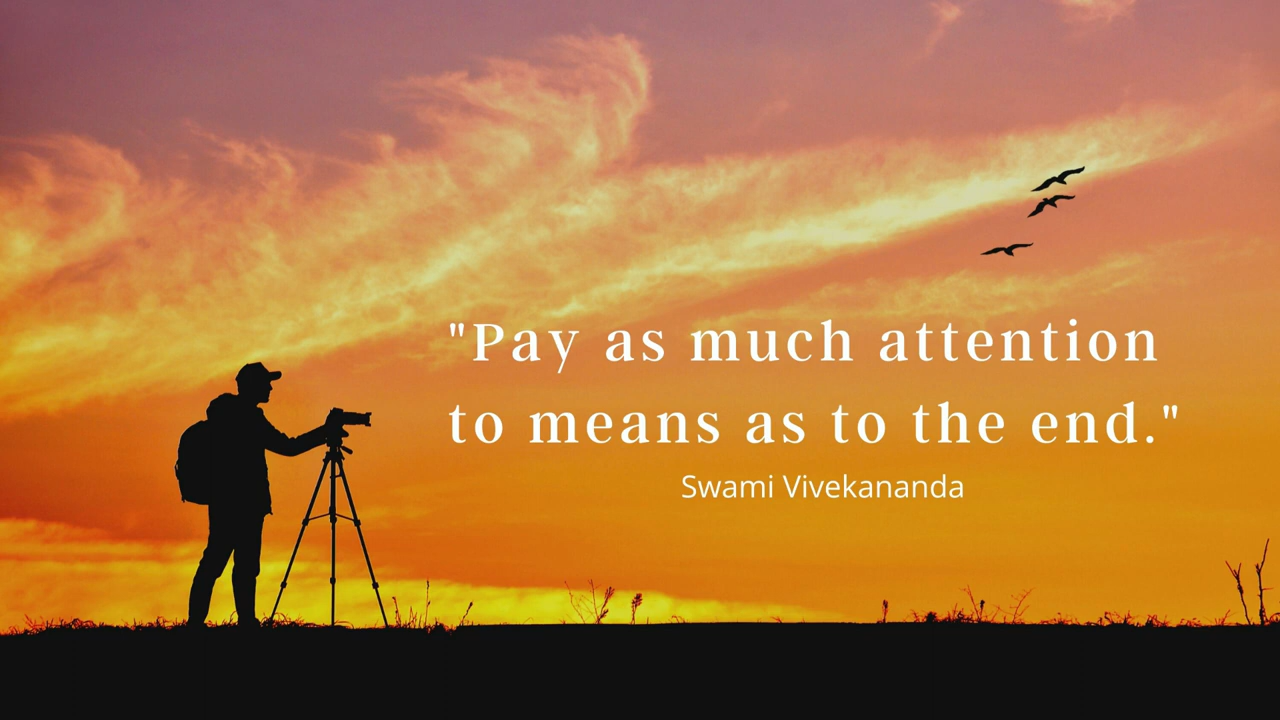 "Pay as much attention
to means as to the end."
Swami Vivekananda